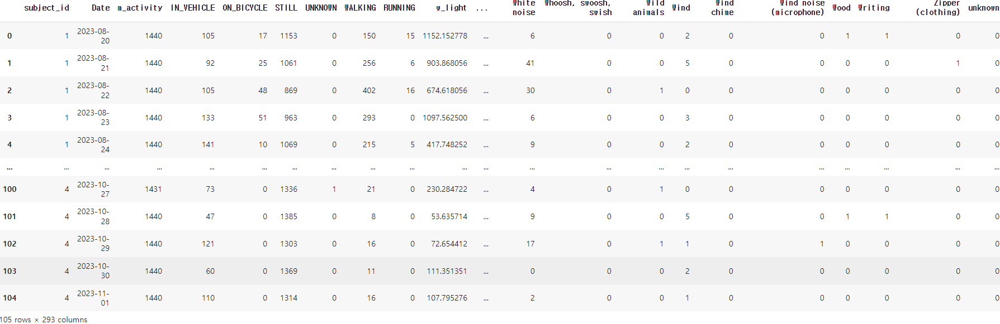 subject_id Date m_activity IN_VEHICLE ON_BICYCLE STILL UNKNOWN WALKING RUNNING w_light ... White noise Whoosh, swoosh, swish Wild animals Wind Wind chime Wind noise (microphone) Wood Writing Zipper (clothing) unknown
0 1 2023-08-20 1440 105 17 1153 0 150 15 1152.152778 ... 6 0 0 2 0 0 1 1 0 0
1 1 2023-08-21 1440 92 25 1061 0 256 6 903.868056 ... 41 0 0 5 0 0 0 0 1 0
2 1 2023-08-22 1440 105 48 869 0 402 16 674.618056 ... 30 0 1 0 0 0 0 0 0 0
3 1 2023-08-23 1440 133 51 963 0 293 0 1097.562500 ... 6 0 0 3 0 0 0 0 0 0
4 1 2023-08-24 1440 141 10 1069 0 215 5 417.748252 ... 9 0 0 2 0 0 0 0 0 0
... ... ... ... ... ... ... ... ... ... ... ... ... ... ... ... ... ... ... ... ... ...
100 4 2023-10-27 1431 73 0 1336 1 21 0 230.284722 ... 4 0 1 0 0 0 0 0 0 0
101 4 2023-10-28 1440 47 0 1385 0 8 0 53.635714 ... 9 0 0 5 0 0 1 1 0 0
102 4 2023-10-29 1440 121 0 1303 0 16 0 72.654412 ... 17 0 1 1 0 1 0 0 0 0
103 4 2023-10-30 1440 60 0 1369 0 11 0 111.351351 ... 0 0 0 2 0 0 0 0 0 0
104 4 2023-11-01 1440 110 0 1314 0 16 0 107.795276 ... 2 0 0 1 0 0 0 0 0 0
105 rows × 293 columns